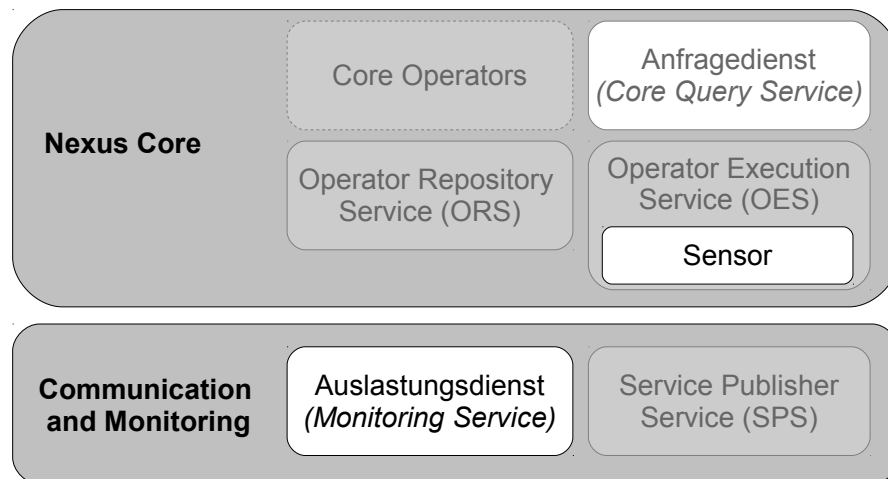 Nexus Core
Core Operators
Anfragedienst
(Core Query Service)
Operator Repository
Service (ORS)
Operator Execution
Service (OES)
Sensor
Communication
and Monitoring
Auslastungsdienst
(Monitoring Service)
Service Publisher
Service (SPS)